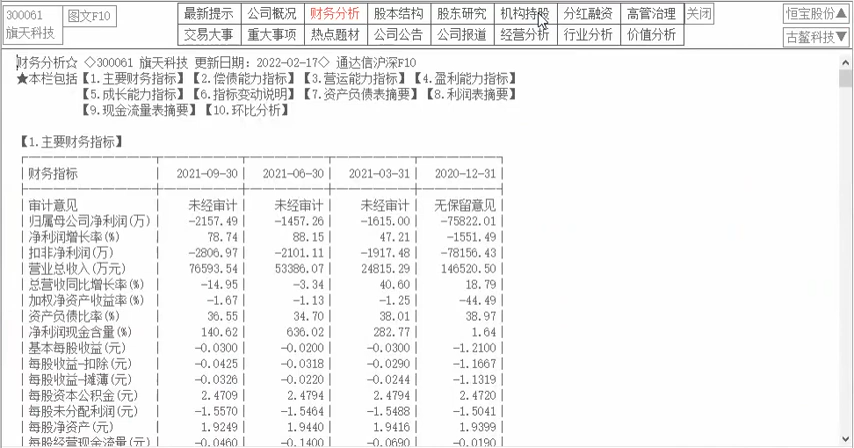 300061 图文F10 最新提示 公司概况 财务分析 股本结构 股东研究 机构持股 分红融资 高管治理 关闭 恒宝股份▲
旗天科技 交易大事 重大事项 热点题材 公司公告 公司报道 经营分析 行业分析 价值分析 古鳌科技▼
财务分析☆ ◇300061 旗天科技 更新日期：2022-02-17◇ 通达信沪深F10
★本栏包括【1.主要财务指标】【2.偿债能力指标】【3.营运能力指标】【4.盈利能力指标】
【5.成长能力指标】【6.指标变动说明】【7.资产负债表摘要】【8.利润表摘要】
【9.现金流量表摘要】【10.环比分析】
【1.主要财务指标】
财务指标 2021-09-30 2021-06-30 2021-03-31 2020-12-31
审计意见 未经审计 未经审计 未经审计 无保留意见
归属母公司净利润(万) -2157.49 -1457.26 -1615.00 -75822.01
净利润增长率(%) 78.74 88.15 47.21 -1551.49
扣非净利润(万) -2806.97 -2101.11 -1917.48 -78156.43
营业总收入(万元) 76593.54 53386.07 24815.29 146520.50
总营收同比增长率(%) -14.95 -3.34 40.60 18.79
加权净资产收益率(%) -1.67 -1.13 -1.25 -44.49
资产负债比率(%) 36.55 34.70 38.01 38.97
净利润现金含量(%) 140.62 636.02 282.77 1.64
基本每股收益(元) -0.0300 -0.0200 -0.0300 -1.2100
每股收益-扣除(元) -0.0425 -0.0318 -0.0290 -1.1667
每股收益-摊薄(元) -0.0326 -0.0220 -0.0244 -1.1319
每股资本公积金(元) 2.4709 2.4794 2.4794 2.4720
每股未分配利润(元) -1.5570 -1.5464 -1.5488 -1.5041
每股净资产(元) 1.9249 1.9440 1.9416 1.9399
每股经营现金流量(元) -0.0460 -0.1400 -0.0690 -0.0190